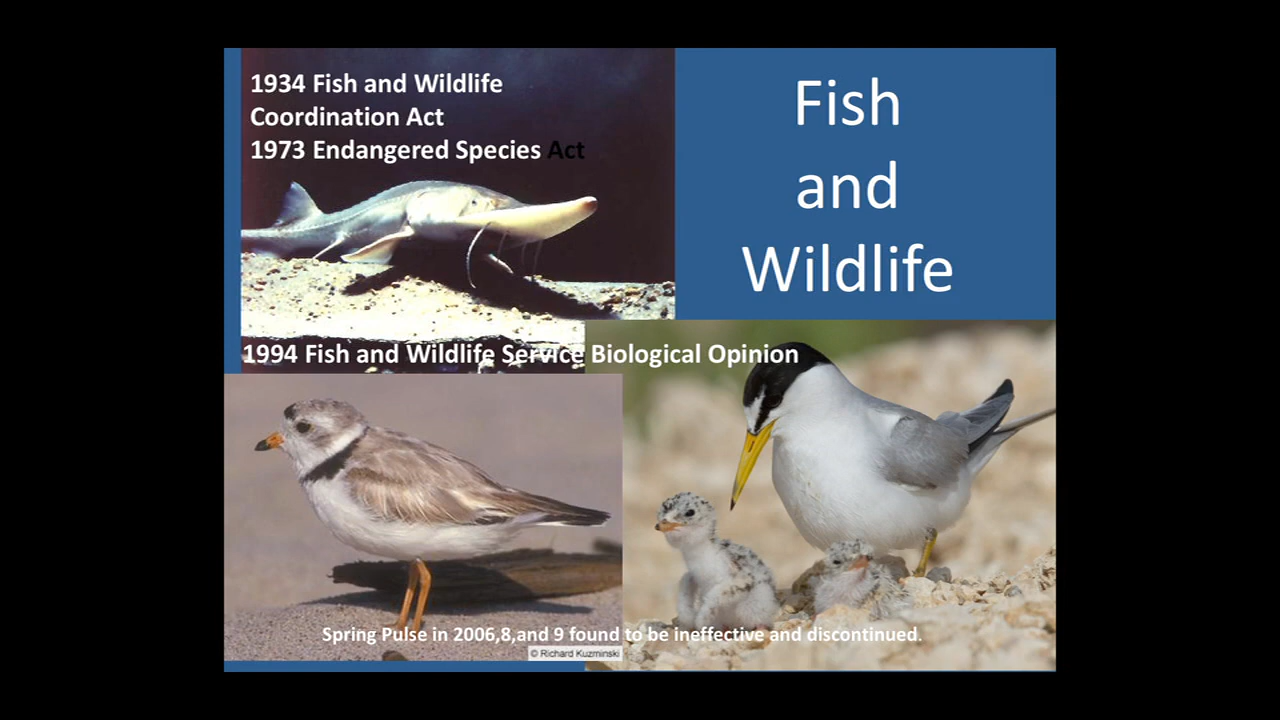 1934 Fish and Wildlife
Coordination Act
1973 Endangered Species Act
Fish
and
Wildlife
1994 Fish and Wildlife Service Biological Opinion
Spring Pulse in 2006,8,and 9 found to be ineffective and discontinued.
© Richard Kuzminski